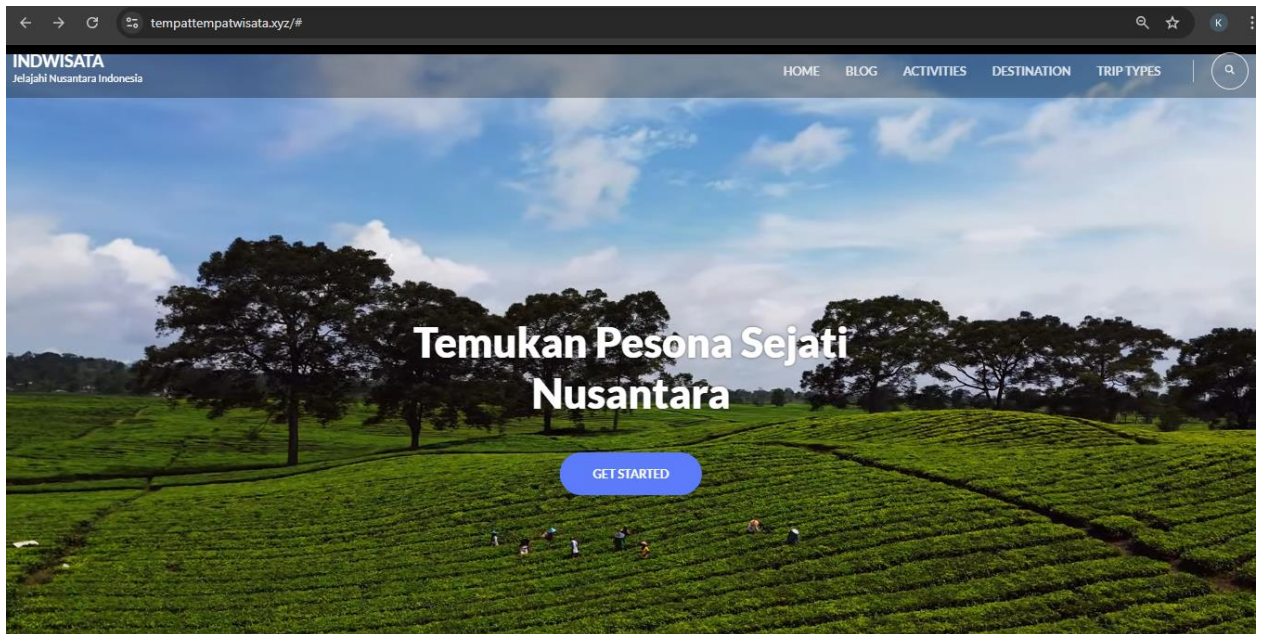 tempattempatwisata.xyz/#
K
INDWISATA
Jelajahi Nusantara Indonesia
HOME BLOG ACTIVITIES DESTINATION TRIP TYPES
Temukan Pesona Sejati
Nusantara
GET STARTED